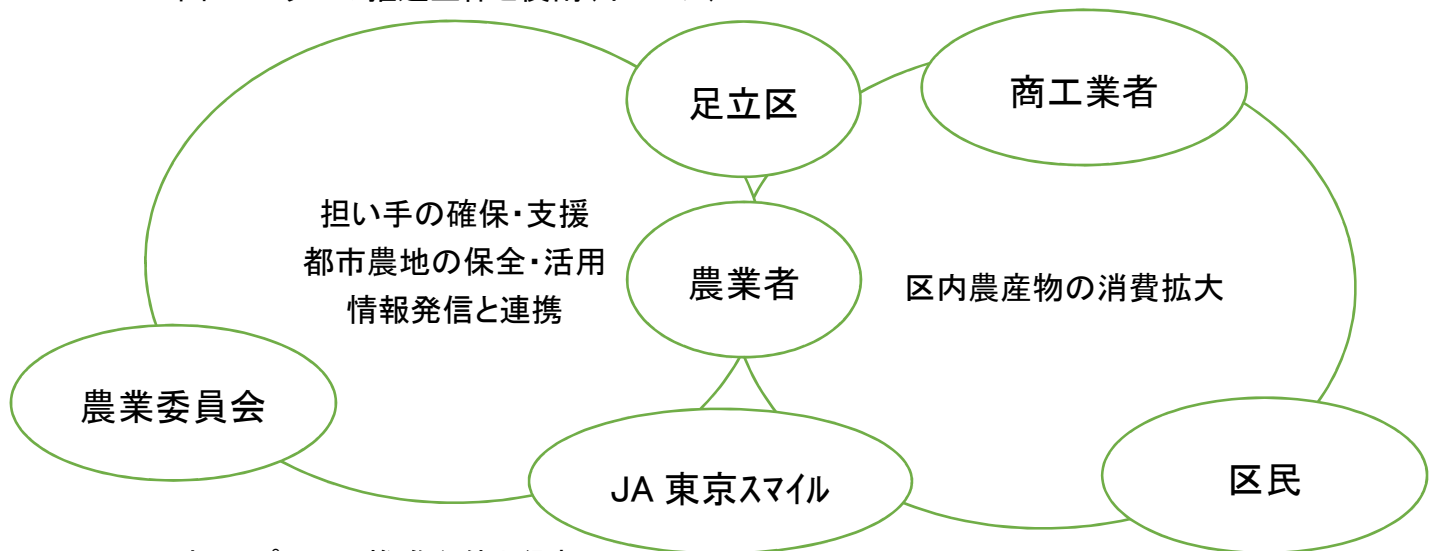 足立区
商工業者
担い手の確保・支援
都市農地の保全・活用
情報発信と連携
農業者
区内農産物の消費拡大
農業委員会
JA 東京スマイル
区民